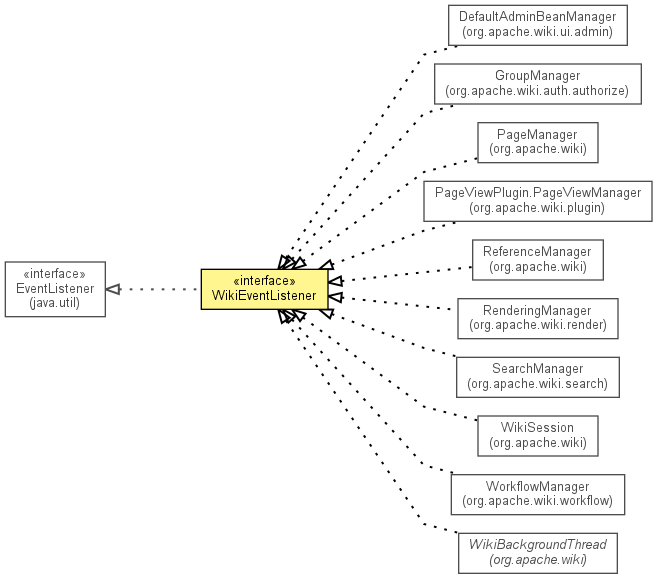 DefaultAdminBeanManager
(org.apache.wiki.ui.admin)
GroupManager
(org.apache.wiki.auth.authorize)
PageManager
(org.apache.wiki)
PageViewPlugin.PageViewManager
(org.apache.wiki.plugin)
ReferenceManager
(org.apache.wiki)
«interface»
EventListener
(java.util)
«interface»
WikiEventListener
RenderingManager
(org.apache.wiki.render)
SearchManager
(org.apache.wiki.search)
WikiSession
(org.apache.wiki)
WorkflowManager
(org.apache.wiki.workflow)
WikiBackgroundThread
(org.apache.wiki)